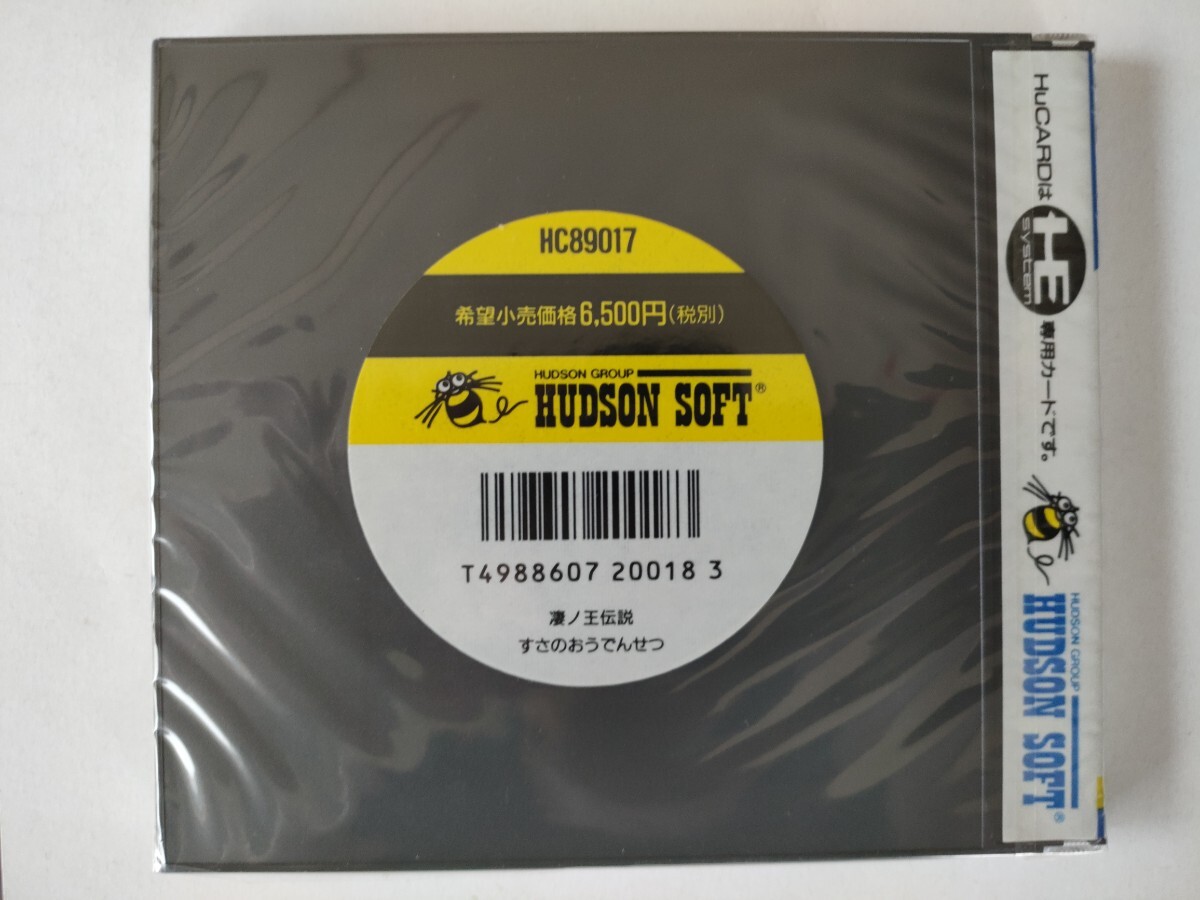 HC89017
希望小売価格6,500円(税別)
HUDSON GROUP
HUDSON SOFT®
T4988607 20018 3
凄ノ王伝説
すさのおうでんせつ
HuCARDは HE system 専用カードです。
HUDSON GROUP
HUDSON SOFT®